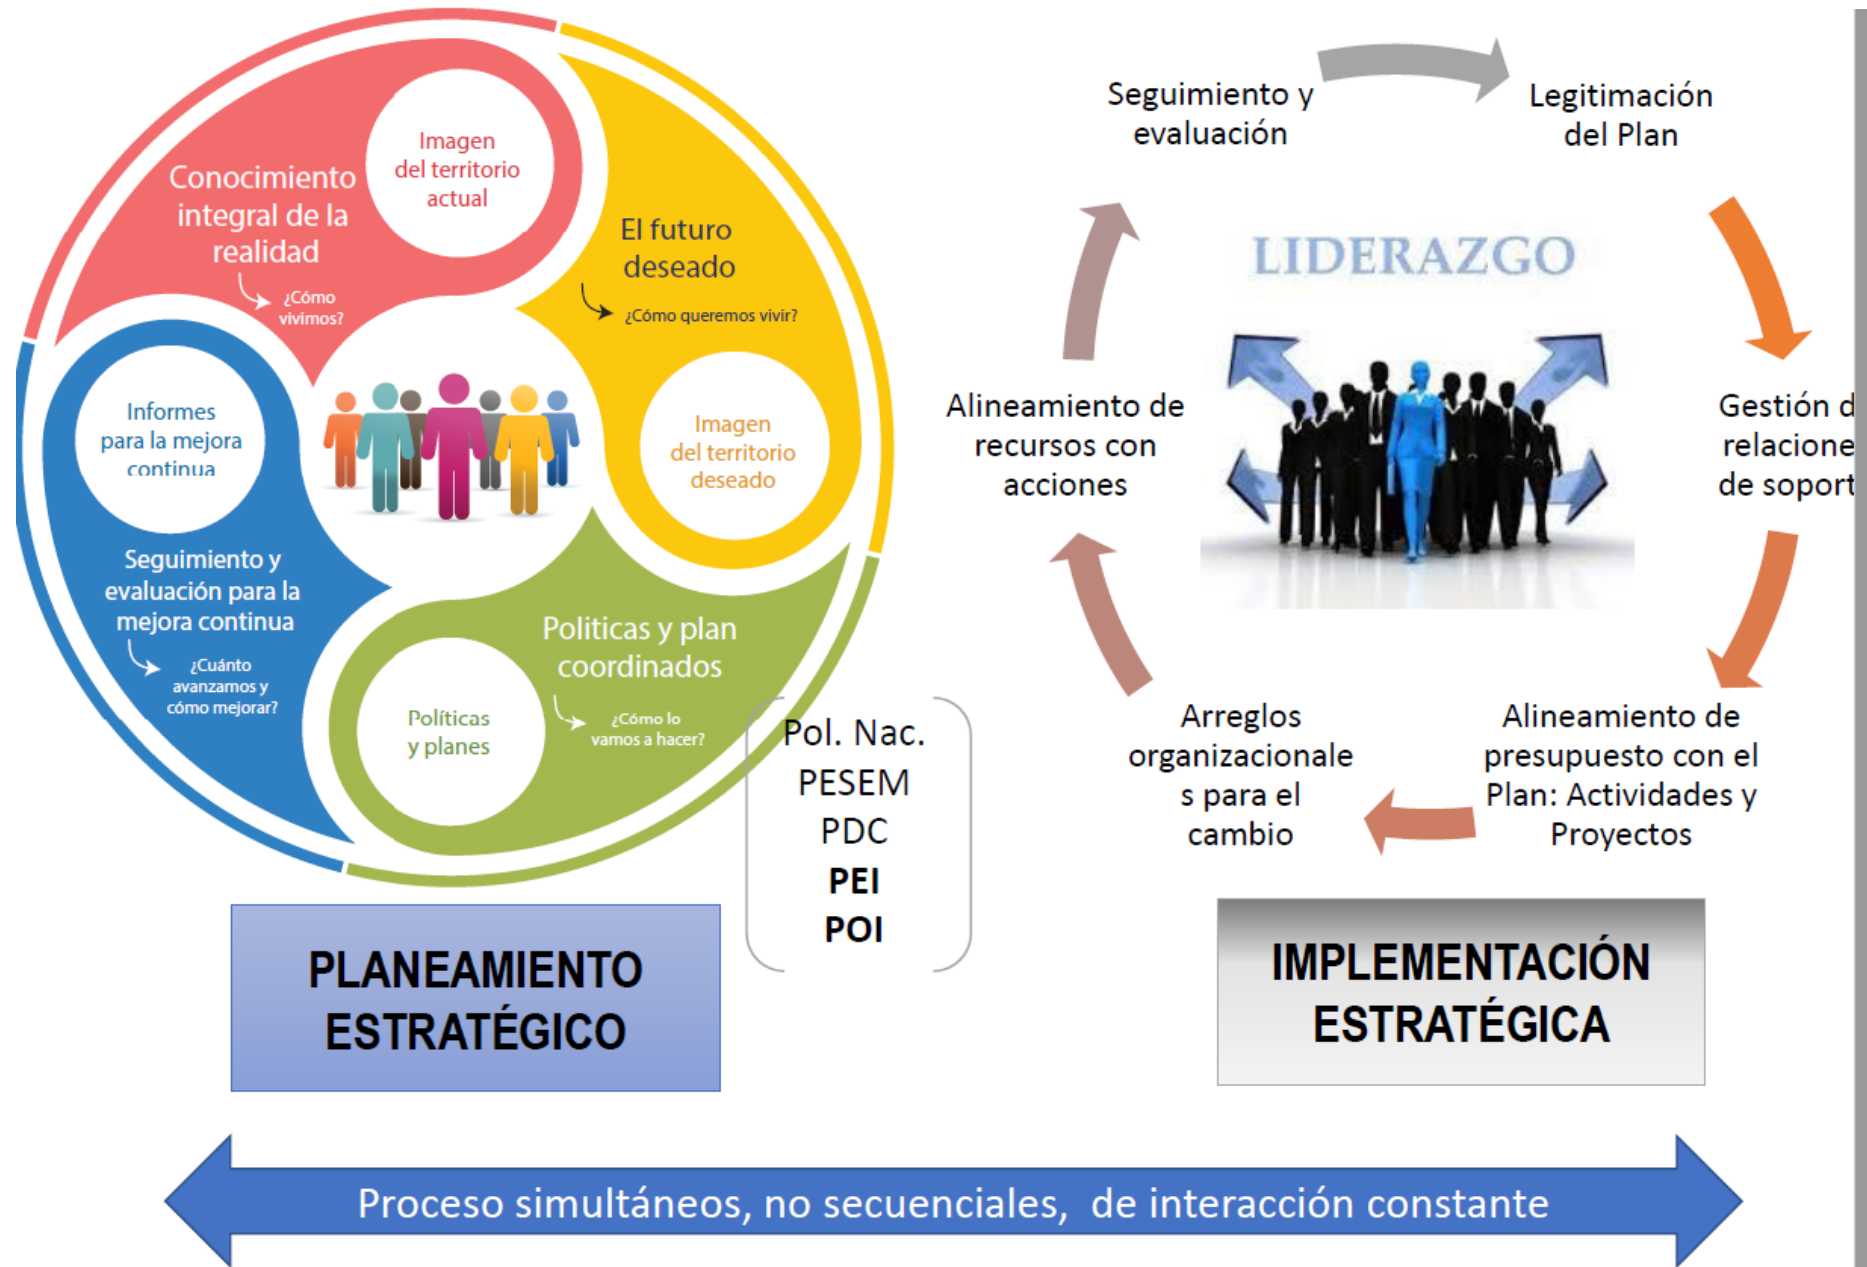 Imagen
del territorio
actual
Conocimiento
integral de la
realidad
¿Cómo
vivimos?
El futuro
deseado
¿Cómo queremos vivir?
Imagen
del territorio
deseado
Informes
para la mejora
continua
Seguimiento y
evaluación para la
mejora continua
¿Cuánto
avanzamos y
cómo mejorar?
Politicas y plan
coordinados
¿Cómo lo
vamos a hacer?
Políticas
y planes
Pol. Nac.
PESEM
PDC
PEI
POI
PLANEAMIENTO
ESTRATÉGICO
Seguimiento y
evaluación
Legitimación
del Plan
LIDERAZGO
Gestión d
relacione
de soport
Alineamiento de
presupuesto con el
Plan: Actividades y
Proyectos
Arreglos
organizacionale
s para el
cambio
Alineamiento de
recursos con
acciones
IMPLEMENTACIÓN
ESTRATÉGICA
Proceso simultáneos, no secuenciales, de interacción constante